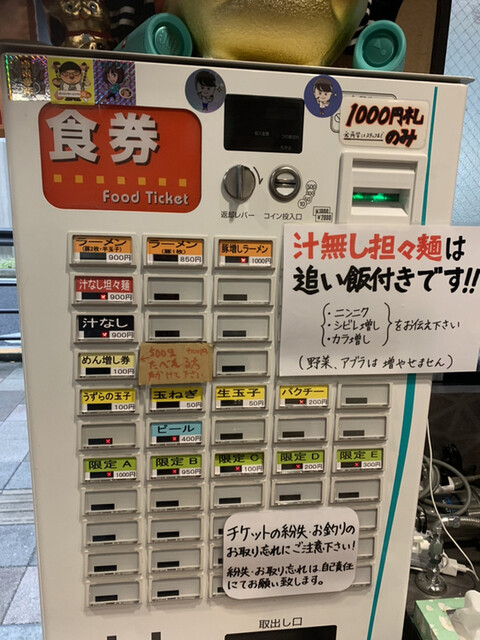 食券
Food Ticket
1000円札
のみ
返却レバー
コイン投入口
ラーメン
900円
ラーメン
850円
豚増しラーメン
1000円
汁なし担々麺
900円
汁なし
900円
めん増し券
100円
うずらの玉子
100円
玉ねぎ
50円
生玉子
50円
パクチー
200円
ビール
400円
限定A
1000円
限定B
950円
限定C
100円
限定D
200円
限定E
300円
汁無し担々麺は
追い飯付きです!!
・ニンニク
・シビレ増し
・カラ増し
をお伝え下さい
(野菜、アブラは増やせません)
チケットの紛失・お釣りの
お取り忘れにご注意下さい!
紛失・お取り忘れは自己責任
にてお願い致します。
取出し口